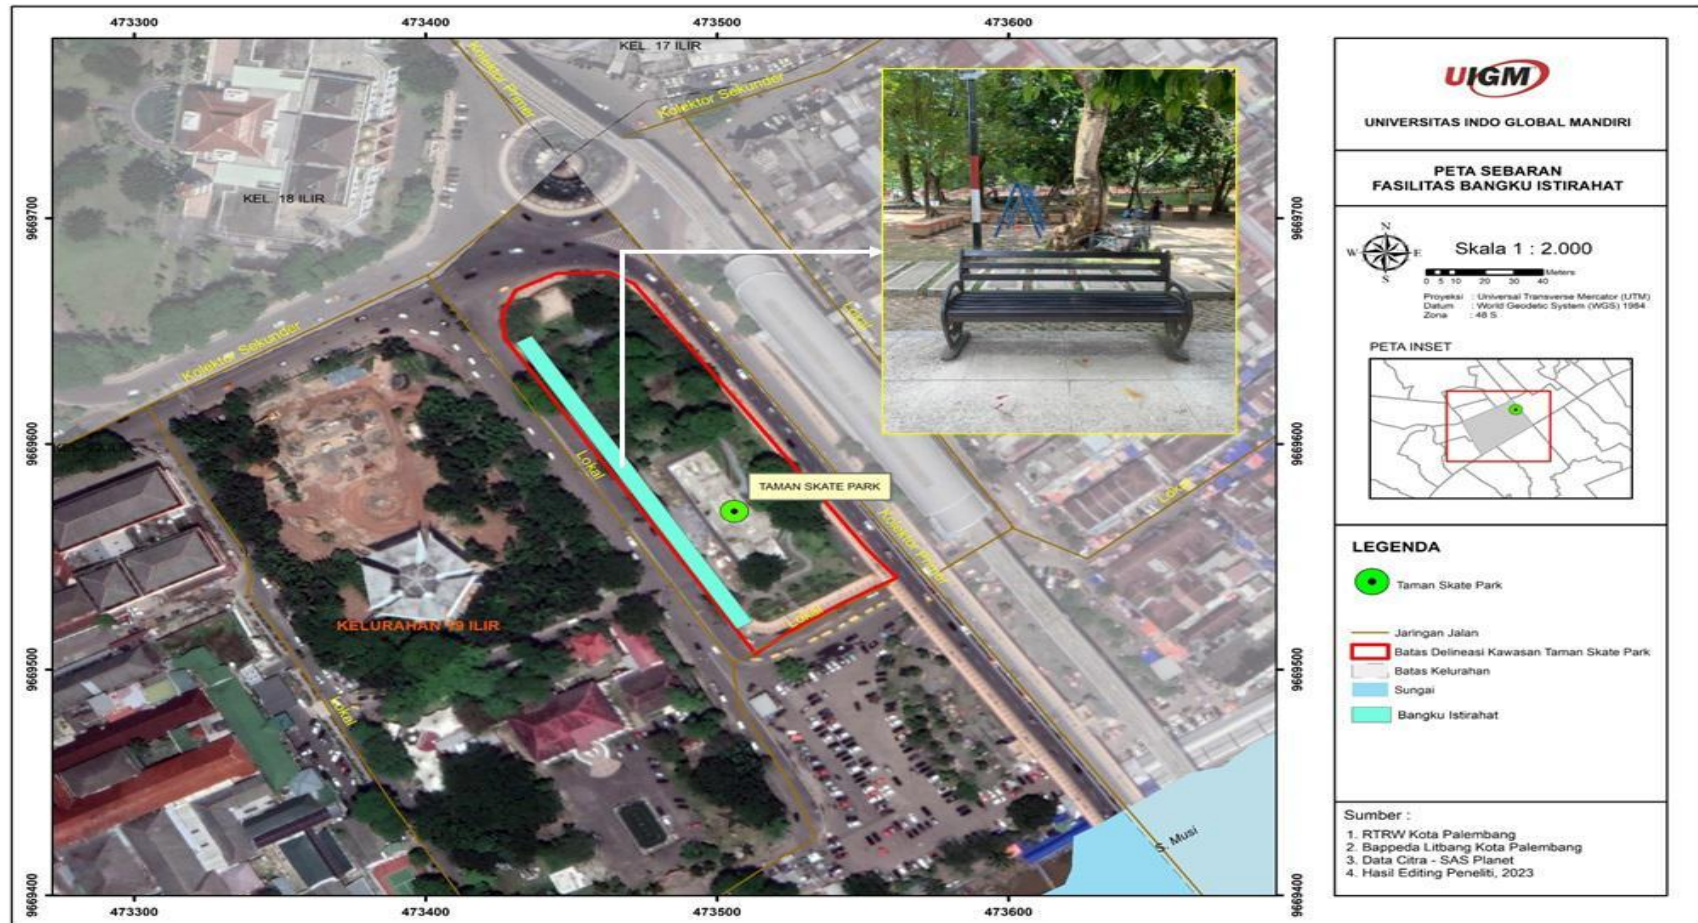 473300
473400
473500
473600
9669700
9669600
9669500
9669400
9669700
9669600
9669500
9669400
473300
473400
473500
473600
KEL. 17 ILIR
Kolektor Primer
Kolektor Sekunder
KEL. 18 ILIR
Kolektor Sekunder
Lokal
Lokal
TAMAN SKATE PARK
Kolektor Primer
Lokal
KELURAHAN 19 ILIR
Lokal
S. Musi
UIGM
UNIVERSITAS INDO GLOBAL MANDIRI
PETA SEBARAN
FASILITAS BANGKU ISTIRAHAT
N
W E
S
Skala 1 : 2.000
Meters
0 5 10 20 30 40
Proyeksi : Universal Transverse Mercator (UTM)
Datum : World Geodetic System (WGS) 1984
Zona : 48 S
PETA INSET
LEGENDA
Taman Skate Park
Jaringan Jalan
Batas Delineasi Kawasan Taman Skate Park
Batas Kelurahan
Sungai
Bangku Istirahat
Sumber :
1. RTRW Kota Palembang
2. Bappeda Litbang Kota Palembang
3. Data Citra - SAS Planet
4. Hasil Editing Peneliti, 2023